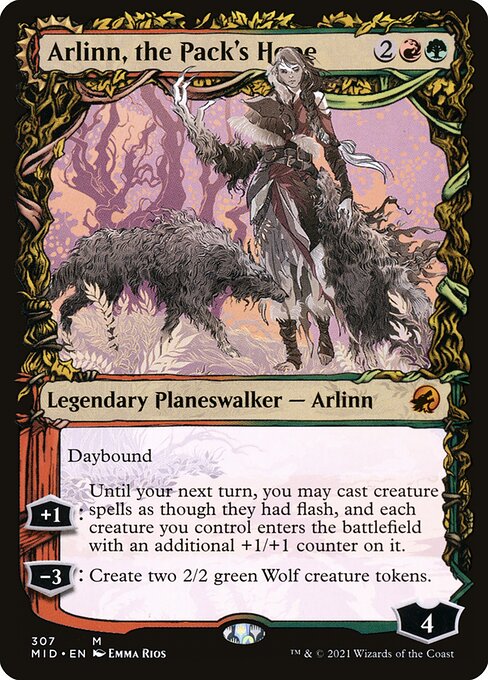 Arlinn, the Pack's Hope 2
Legendary Planeswalker — Arlinn
Daybound
+1: Until your next turn, you may cast creature
spells as though they had flash, and each
creature you control enters the battlefield
with an additional +1/+1 counter on it.
−3: Create two 2/2 green Wolf creature tokens.
4
307 M
MID • EN Emma Rios ™ & © 2021 Wizards of the Coast